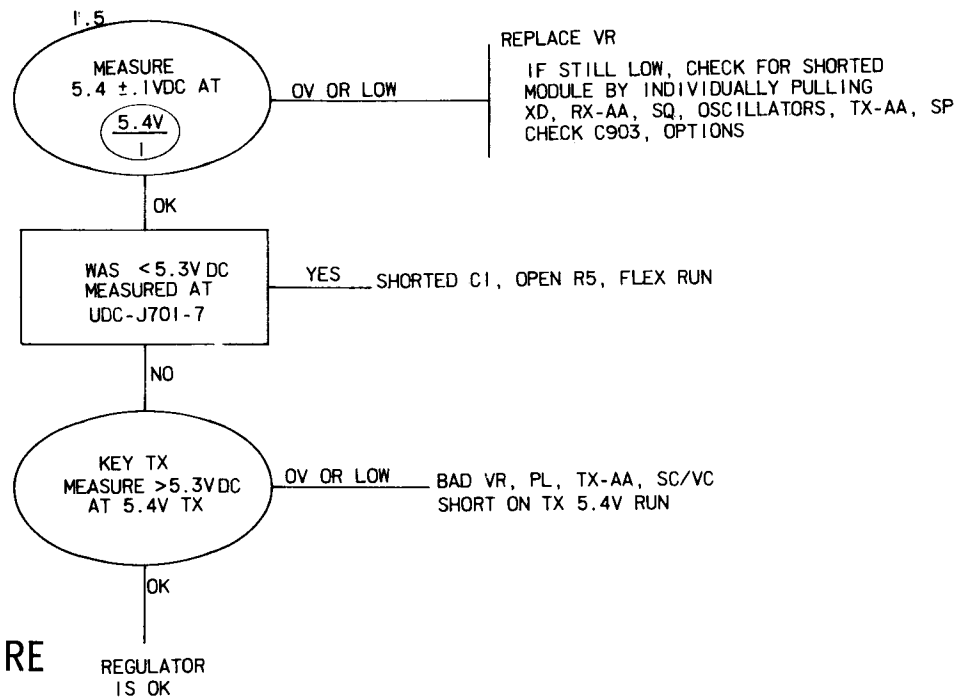 1.5
MEASURE
5.4 ±.1VDC AT
5.4V
1
0V OR LOW
REPLACE VR
IF STILL LOW, CHECK FOR SHORTED
MODULE BY INDIVIDUALLY PULLING
XD, RX-AA, SQ, OSCILLATORS, TX-AA, SP
CHECK C903, OPTIONS
OK
WAS <5.3V DC
MEASURED AT
UDC-J701-7
YES
SHORTED C1, OPEN R5, FLEX RUN
NO
KEY TX
MEASURE >5.3VDC
AT 5.4V TX
0V OR LOW
BAD VR, PL, TX-AA, SC/VC
SHORT ON TX 5.4V RUN
OK
RE
REGULATOR
IS OK